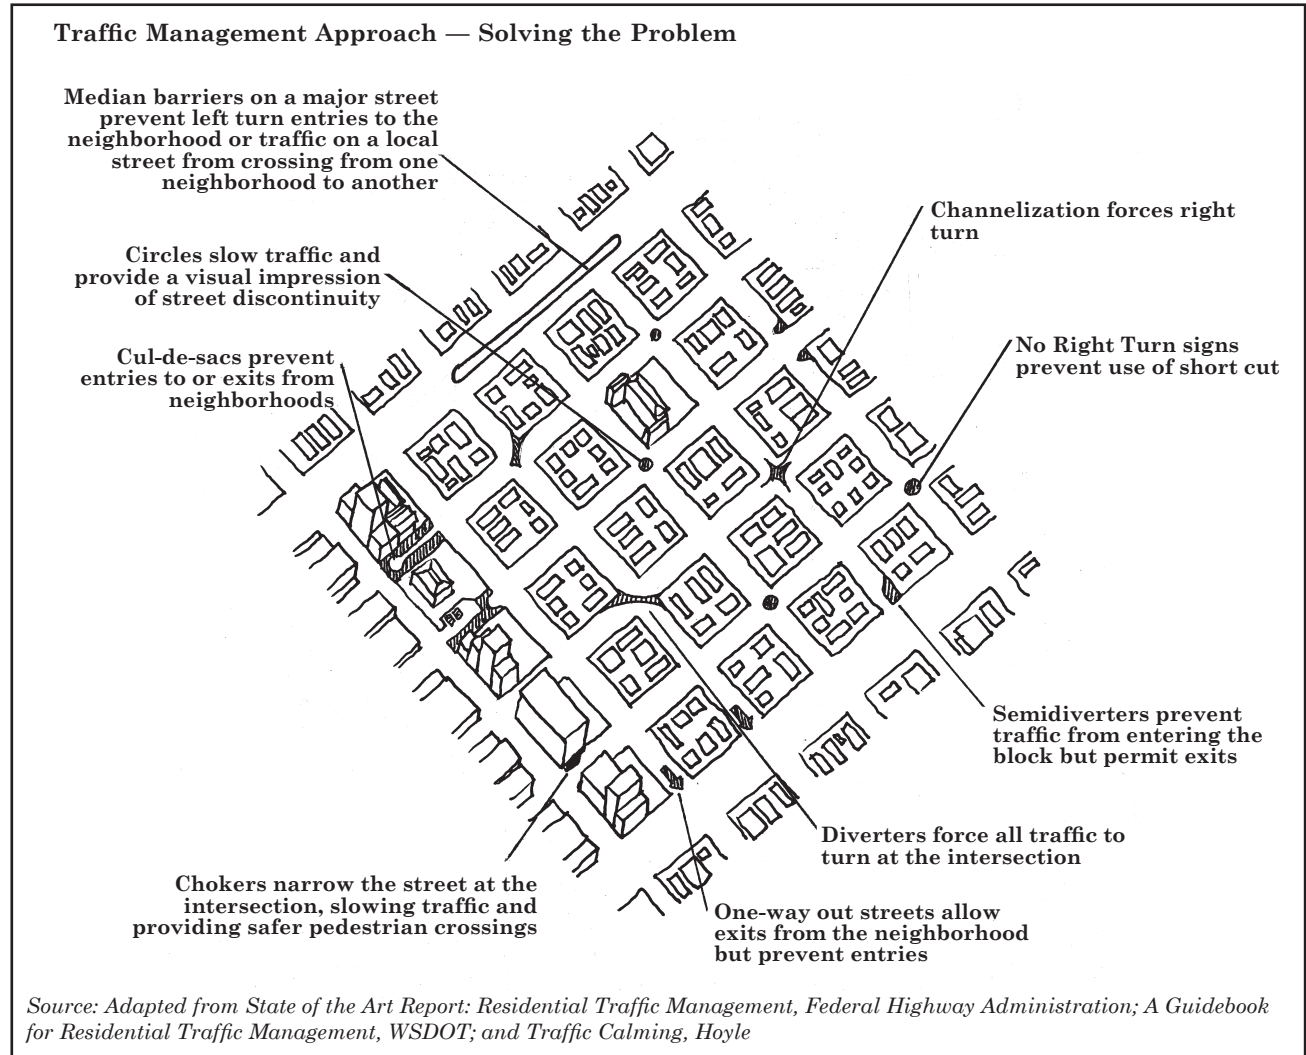 Traffic Management Approach — Solving the Problem
Median barriers on a major street
prevent left turn entries to the
neighborhood or traffic on a local
street from crossing from one
neighborhood to another
Channelization forces right
turn
Circles slow traffic and
provide a visual impression
of street discontinuity
No Right Turn signs
prevent use of short cut
Cul-de-sacs prevent
entries to or exits from
neighborhoods
Semidiverters prevent
traffic from entering the
block but permit exits
Diverters force all traffic to
turn at the intersection
Chokers narrow the street at the
intersection, slowing traffic and
providing safer pedestrian crossings
One-way out streets allow
exits from the neighborhood
but prevent entries
Source: Adapted from State of the Art Report: Residential Traffic Management, Federal Highway Administration; A Guidebook
for Residential Traffic Management, WSDOT; and Traffic Calming, Hoyle